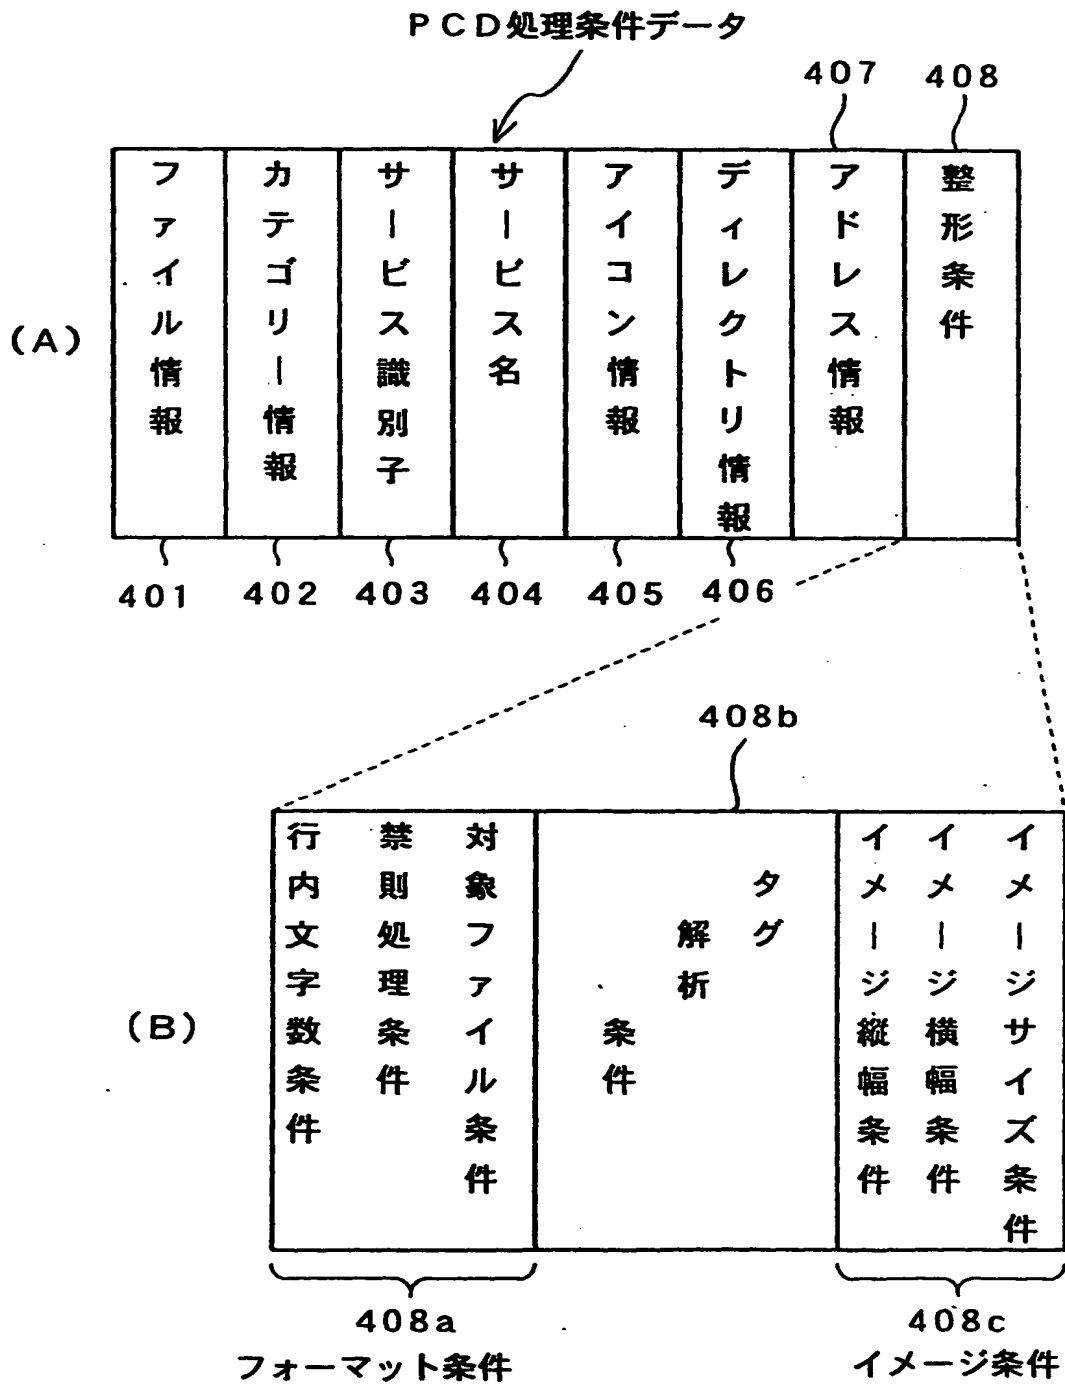 PCD処理条件データ
407
408
(A)
ファイル情報
カテゴリー情報
サービス識別子
サービス名
アイコン情報
ディレクトリ情報
アドレス情報
整形条件
401
402
403
404
405
406
408b
(B)
行内文字数条件
禁則処理条件
対象ファイル条件
タグ
解析
条件
イメージ縦幅条件
イメージ横幅条件
イメージサイズ条件
408a
フォーマット条件
408c
イメージ条件